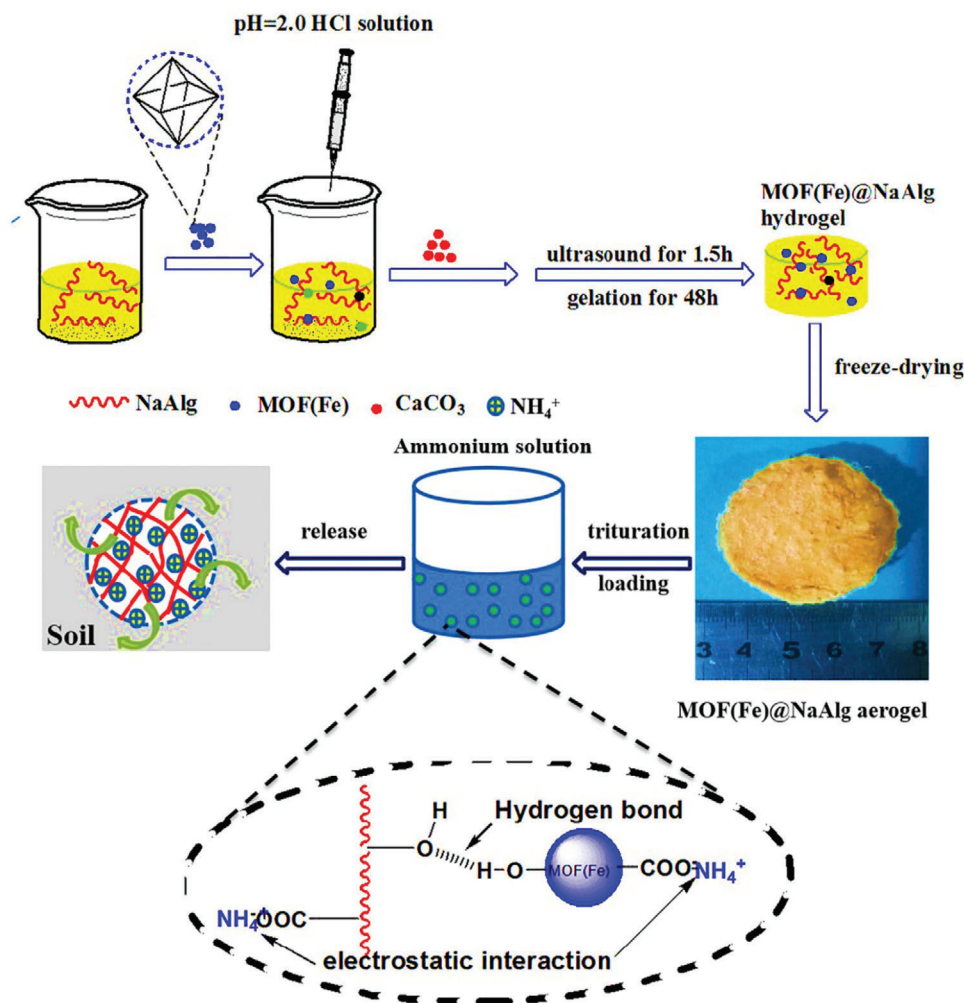 pH=2.0 HCl solution
MOF(Fe)@NaAlg
hydrogel
ultrasound for 1.5h
gelation for 48h
freeze-drying
NaAlg
MOF(Fe)
CaCO₃
NH₄⁺
Ammonium solution
release
trituration
loading
Soil
3 4 5 6 7 8
MOF(Fe)@NaAlg aerogel
H
Hydrogen bond
O
H-O
MOF(Fe)
COO⁻NH₄⁺
NH₄⁺⁻OOC
electrostatic interaction